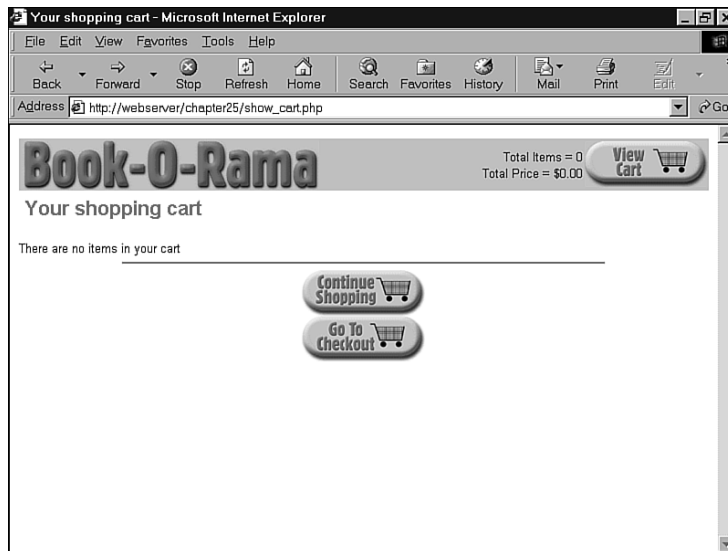 Your shopping cart - Microsoft Internet Explorer
File Edit View Favorites Tools Help
Back Forward Stop Refresh Home Search Favorites History Mail Print Edit
Address http://webserver/chapter25/show_cart.php Go
Book-O-Rama
Total Items = 0
Total Price = $0.00
View
Cart
Your shopping cart
There are no items in your cart
Continue
Shopping
Go To
Checkout